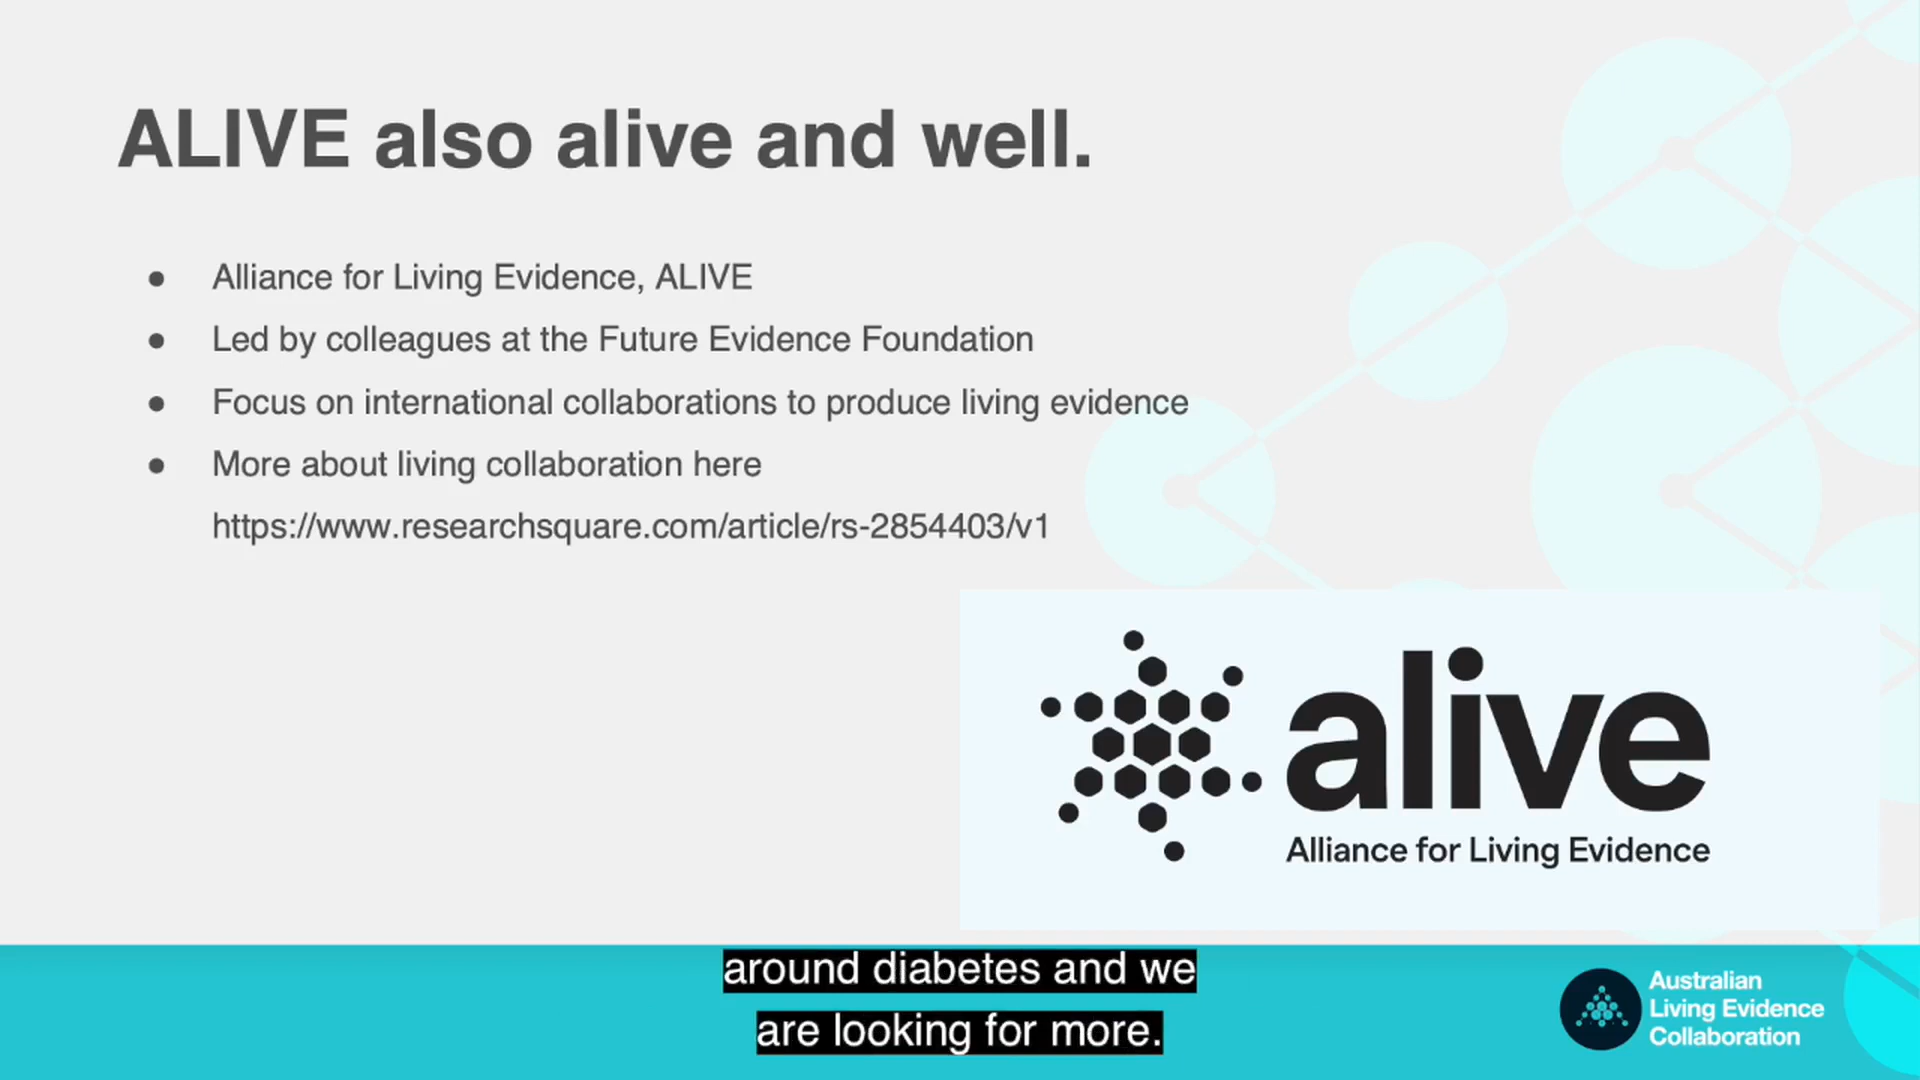 ALIVE also alive and well.
● Alliance for Living Evidence, ALIVE
● Led by colleagues at the Future Evidence Foundation
● Focus on international collaborations to produce living evidence
● More about living collaboration here
https://www.researchsquare.com/article/rs-2854403/v1
alive
Alliance for Living Evidence
around diabetes and we
are looking for more.
Australian
Living Evidence
Collaboration